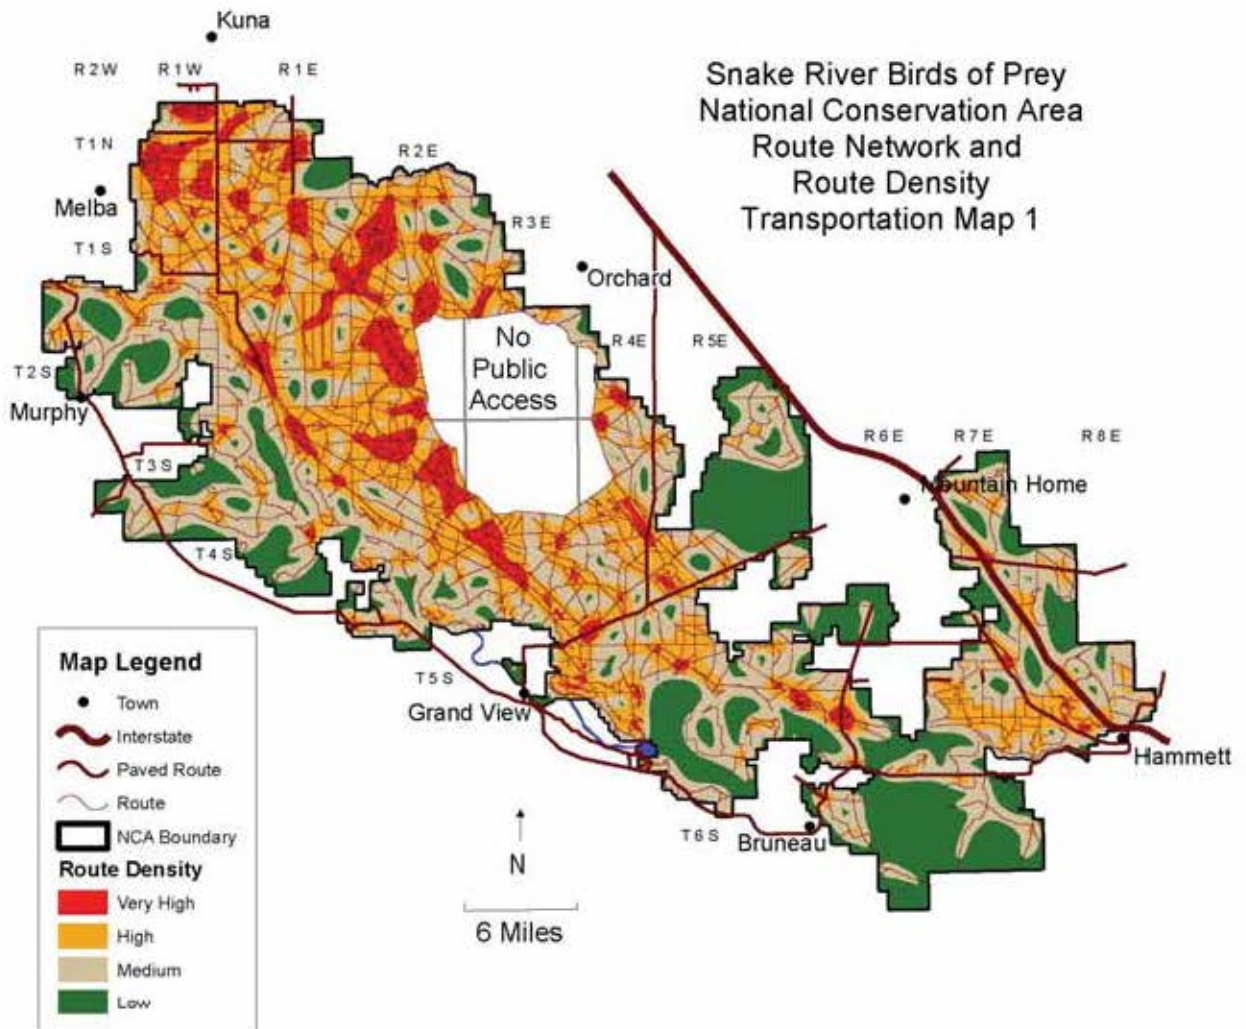 Kuna
R 2 W
R 1 W
R 1 E
Snake River Birds of Prey
National Conservation Area
Route Network and
Route Density
Transportation Map 1
T 1 N
R 2 E
Melba
R 3 E
T 1 S
Orchard
No
Public
Access
R 4 E
R 5 E
T 2 S
Murphy
R 6 E
R 7 E
R 8 E
T 3 S
Mountain Home
T 4 S
Map Legend
Town
Interstate
Paved Route
Route
NCA Boundary
Route Density
Very High
High
Medium
Low
T 5 S
Grand View
Hammett
T 6 S
Bruneau
N
6 Miles